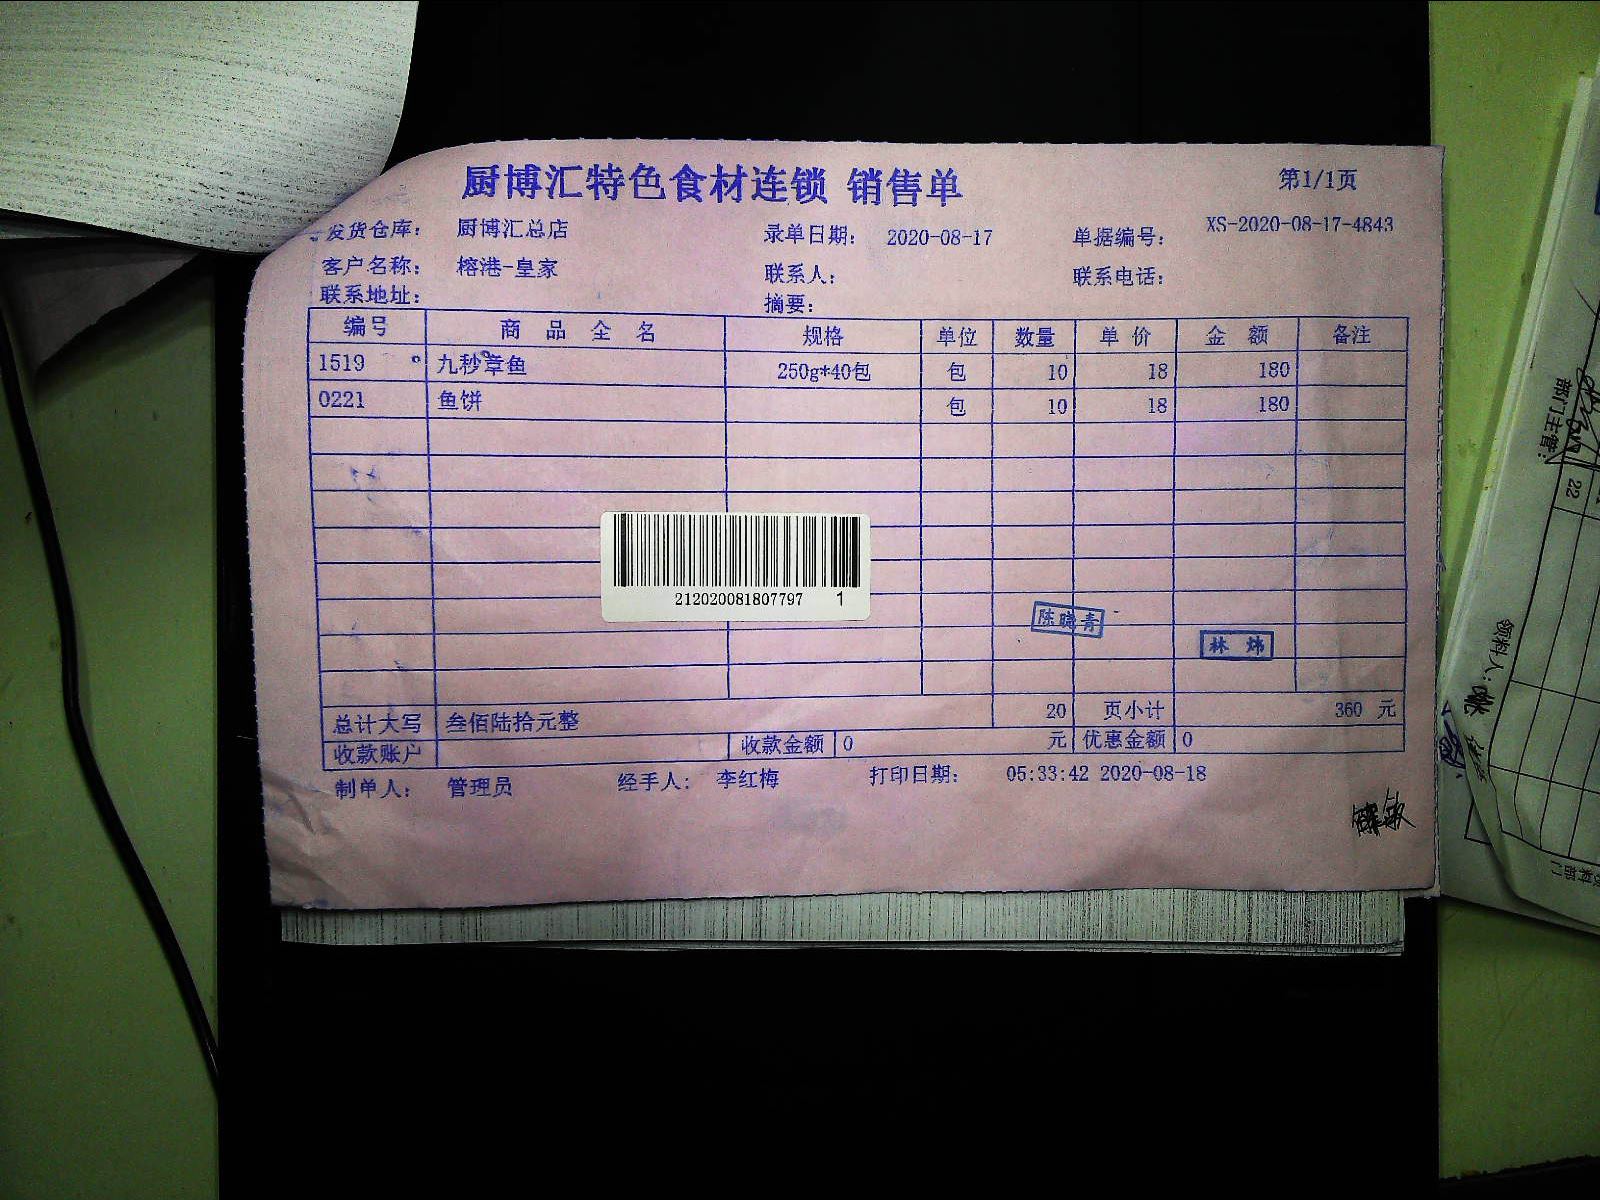 厨博汇特色食材连锁 销售单 第1/1页
发货仓库: 厨博汇总店 录单日期: 2020-08-17 单据编号: XS-2020-08-17-4843
客户名称: 榕港-皇家 联系人: 联系电话:
联系地址: 摘要:
编号 商品全名 规格 单位 数量 单价 金额 备注
1519 九秒章鱼 250g*40包 包 10 18 180
0221 鱼饼 包 10 18 180
212020081807797 1
陈晓青
林炜
总计大写 叁佰陆拾元整 20 页小计 360 元
收款账户 收款金额 0 元 优惠金额 0
制单人: 管理员 经手人: 李红梅 打印日期: 05:33:42 2020-08-18
部门主管:
22
领料人: